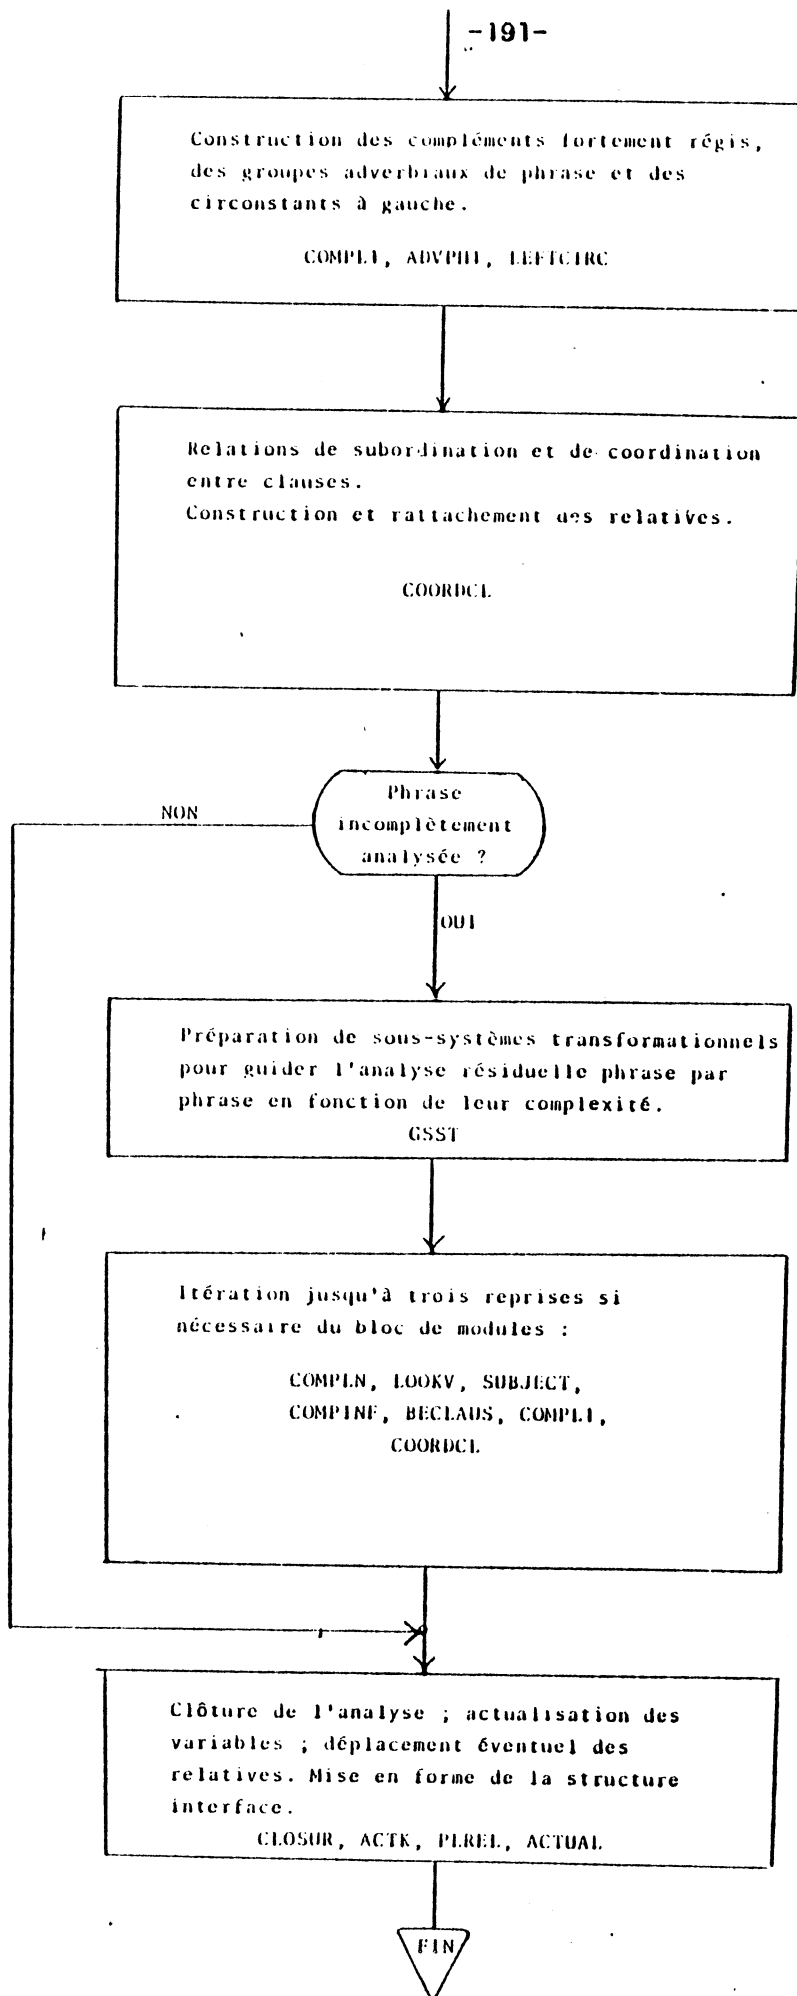 -191-
Construction des compléments fortement régis,
des groupes adverbiaux de phrase et des
circonstants à gauche.
COMPLI, ADVPHI, LEFTCIRC
Relations de subordination et de coordination
entre clauses.
Construction et rattachement des relatives.
COORDCL
Phrase
incomplètement
analysée ?
NON
OUI
Préparation de sous-systèmes transformationnels
pour guider l'analyse résiduelle phrase par
phrase en fonction de leur complexité.
GSST
Itération jusqu'à trois reprises si
nécessaire du bloc de modules :
COMPLN, LOOKV, SUBJECT,
COMPINF, BECLAUS, COMPLI,
COORDCL
Clôture de l'analyse ; actualisation des
variables ; déplacement éventuel des
relatives. Mise en forme de la structure
interface.
CLOSUR, ACTK, PLREL, ACTUAL
FIN